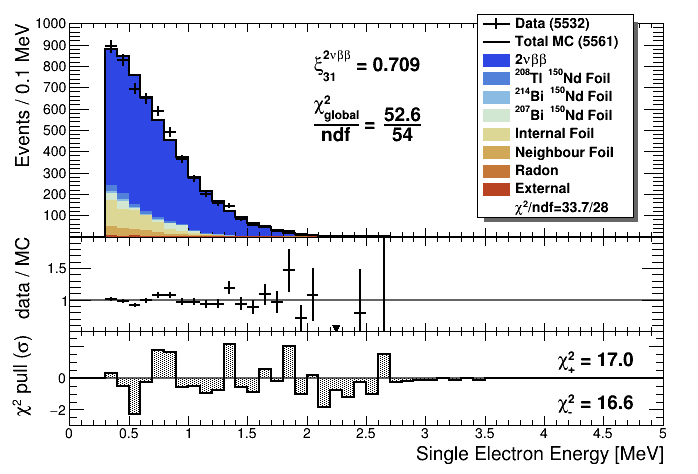 Events / 0.1 MeV
1000
900
800
700
600
500
400
300
200
100
ξ₃₁^2νββ = 0.709
χ²_global / ndf = 52.6 / 54
Data (5532)
Total MC (5561)
2νββ
²⁰⁸Tl ¹⁵⁰Nd Foil
²¹⁴Bi ¹⁵⁰Nd Foil
²⁰⁷Bi ¹⁵⁰Nd Foil
Internal Foil
Neighbour Foil
Radon
External
χ²/ndf=33.7/28
data / MC
1.5
1
χ² pull (σ)
0
−2
χ²₊ = 17.0
χ²₋ = 16.6
0 0.5 1 1.5 2 2.5 3 3.5 4 4.5 5
Single Electron Energy [MeV]